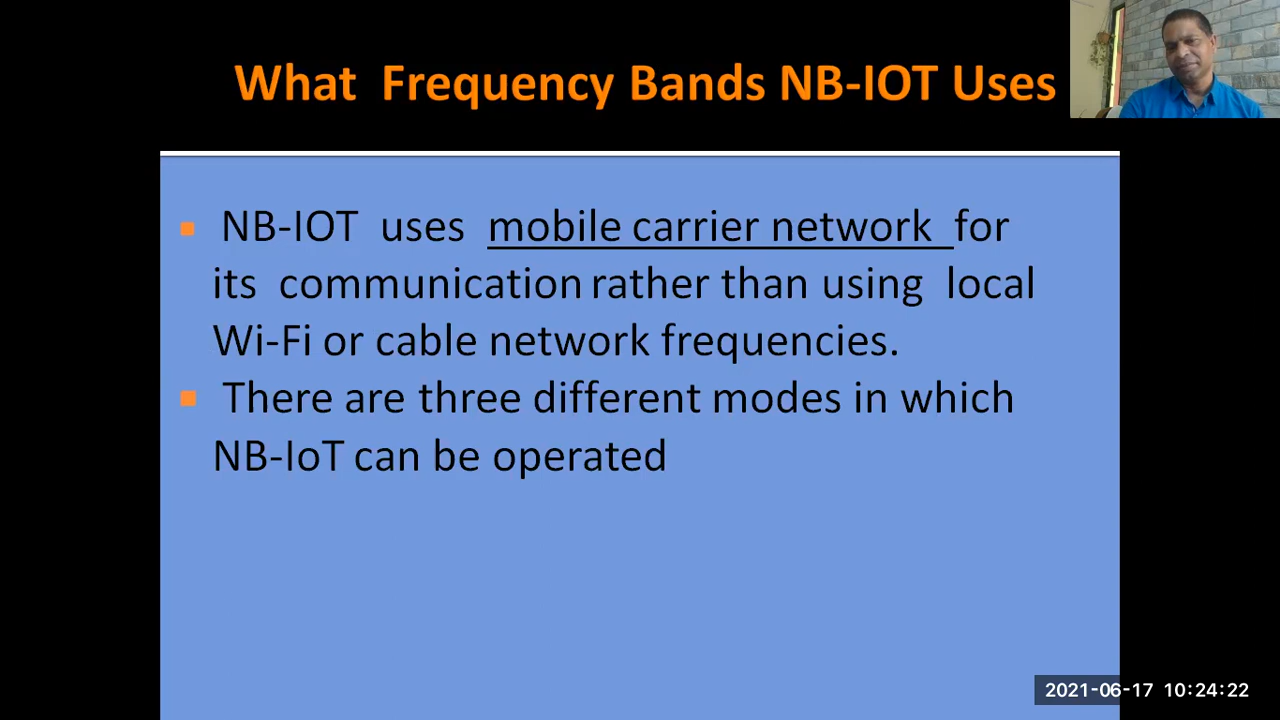 What Frequency Bands NB-IOT Uses
NB-IOT uses mobile carrier network for
its communication rather than using local
Wi-Fi or cable network frequencies.
There are three different modes in which
NB-IoT can be operated
2021-06-17 10:24:22